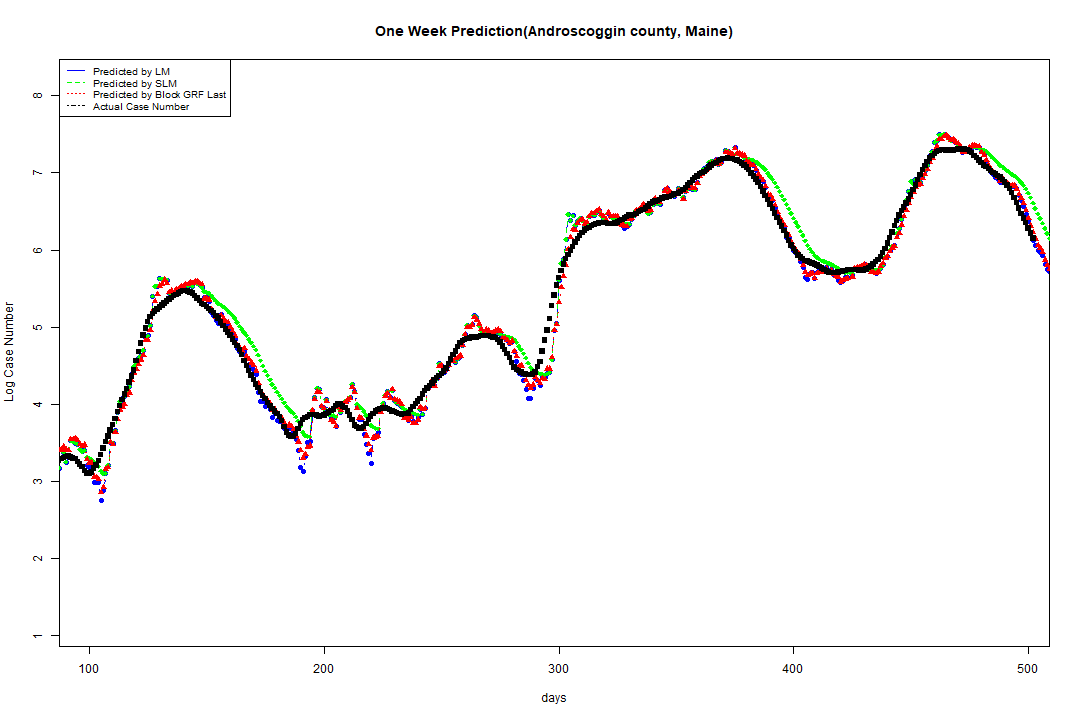 One Week Prediction(Androscoggin county, Maine)
Predicted by LM
Predicted by SLM
Predicted by Block GRF Last
Actual Case Number
8
7
6
5
4
3
2
1
Log Case Number
100 200 300 400 500
days